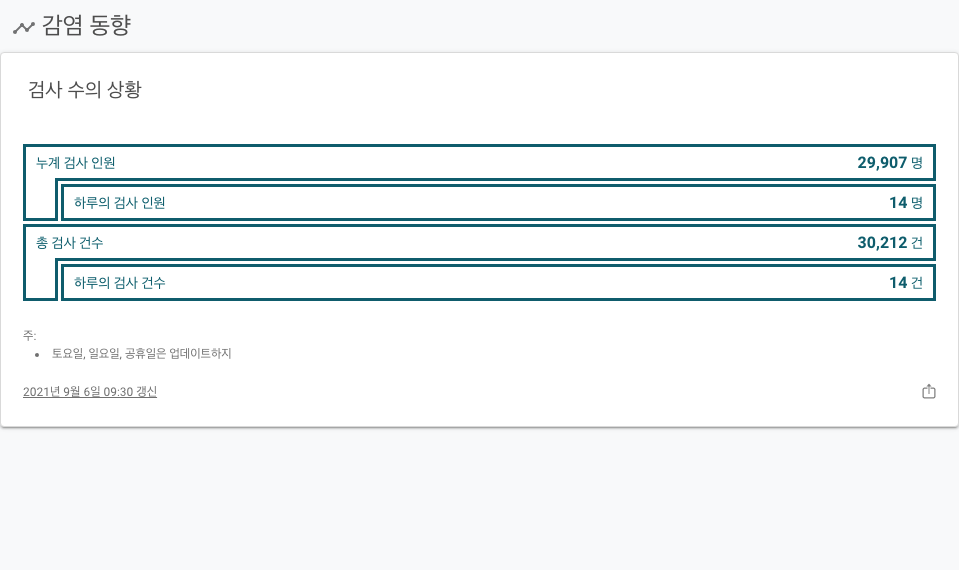 감염 동향
검사 수의 상황
누계 검사 인원 29,907 명
하루의 검사 인원 14 명
총 검사 건수 30,212 건
하루의 검사 건수 14 건
주:
토요일, 일요일, 공휴일은 업데이트하지
2021년 9월 6일 09:30 갱신